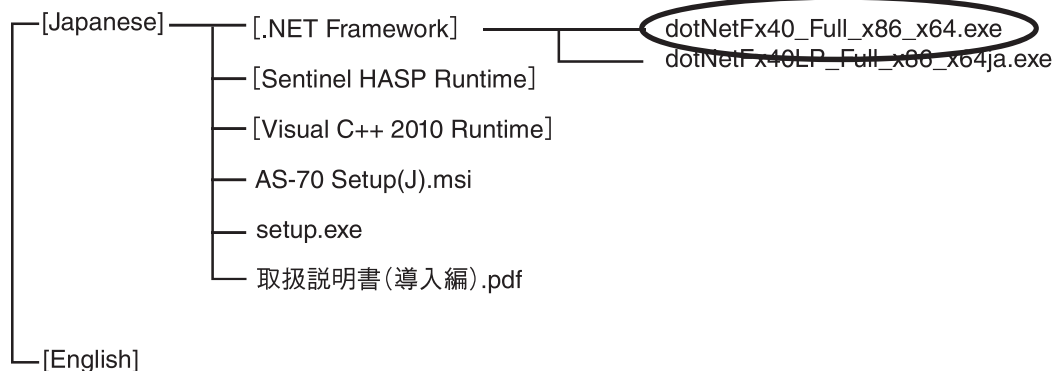 [Japanese]
[.NET Framework]
dotNetFx40_Full_x86_x64.exe
dotNetFx40LP_Full_x86_x64ja.exe
[Sentinel HASP Runtime]
[Visual C++ 2010 Runtime]
AS-70 Setup(J).msi
setup.exe
取扱説明書(導入編).pdf
[English]